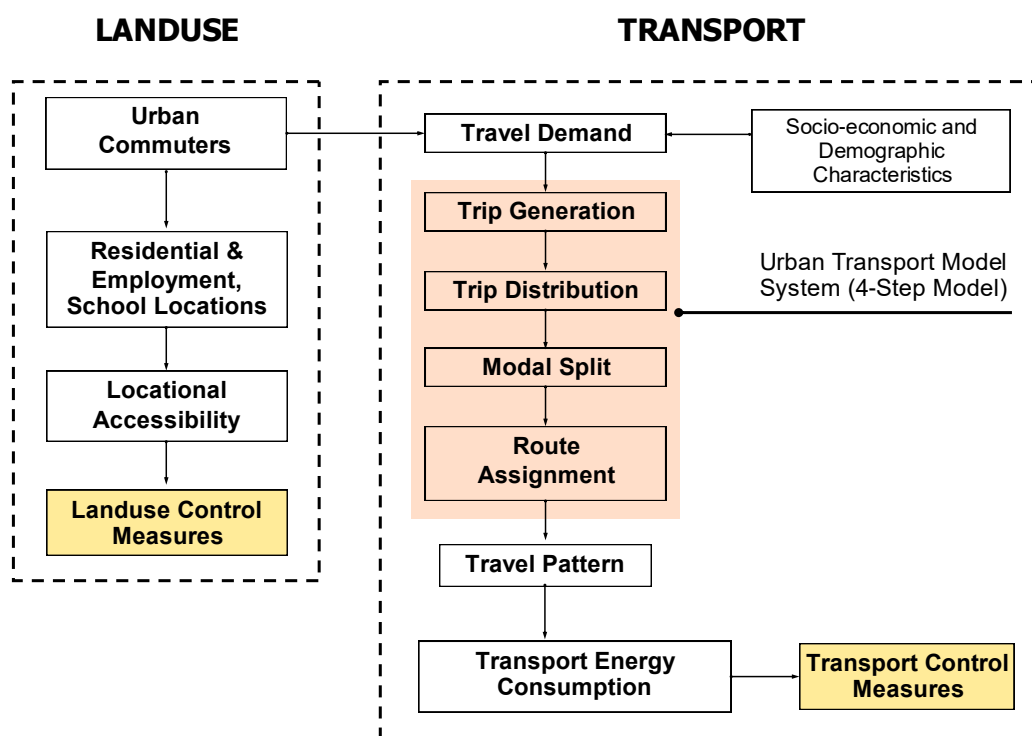 LANDUSE
TRANSPORT
Urban
Commuters
Residential &
Employment,
School Locations
Locational
Accessibility
Landuse Control
Measures
Travel Demand
Socio-economic and
Demographic
Characteristics
Trip Generation
Trip Distribution
Modal Split
Route
Assignment
Urban Transport Model
System (4-Step Model)
Travel Pattern
Transport Energy
Consumption
Transport Control
Measures